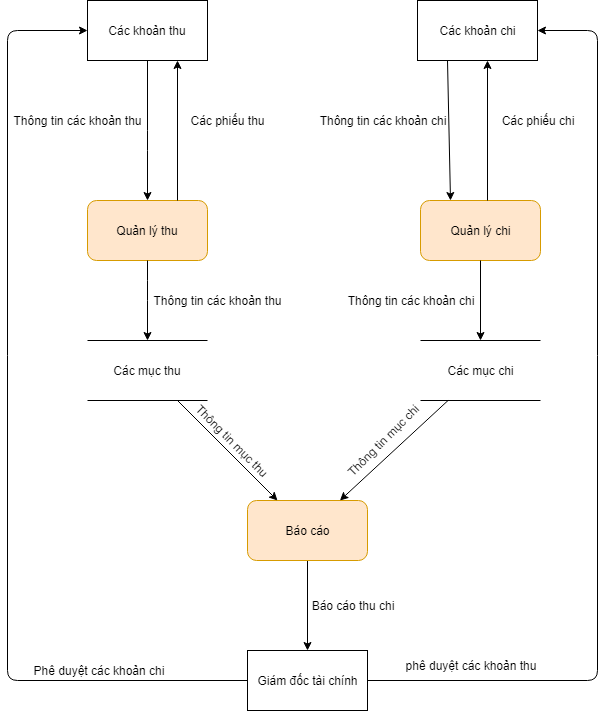 Các khoản thu
Các khoản chi
Thông tin các khoản thu
Các phiếu thu
Thông tin các khoản chi
Các phiếu chi
Quản lý thu
Quản lý chi
Thông tin các khoản thu
Thông tin các khoản chi
Các mục thu
Các mục chi
Thông tin mục thu
Thông tin mục chi
Báo cáo
Báo cáo thu chi
Phê duyệt các khoản chi
phê duyệt các khoản thu
Giám đốc tài chính